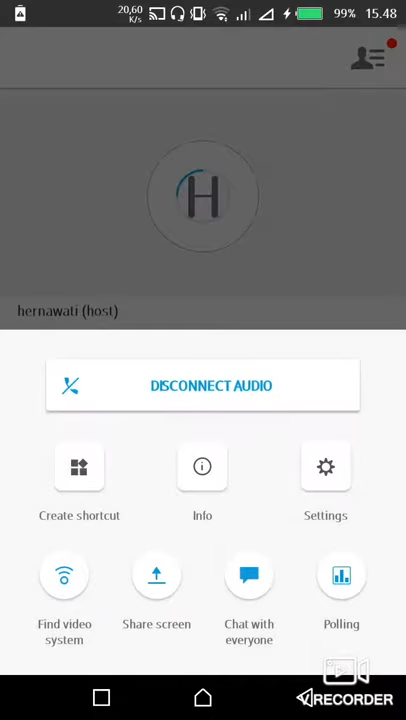 20,60
K/s
99%
15.48
H
hernawati (host)
DISCONNECT AUDIO
Create shortcut
Info
Settings
Find video
system
Share screen
Chat with
everyone
Polling
VRECORDER